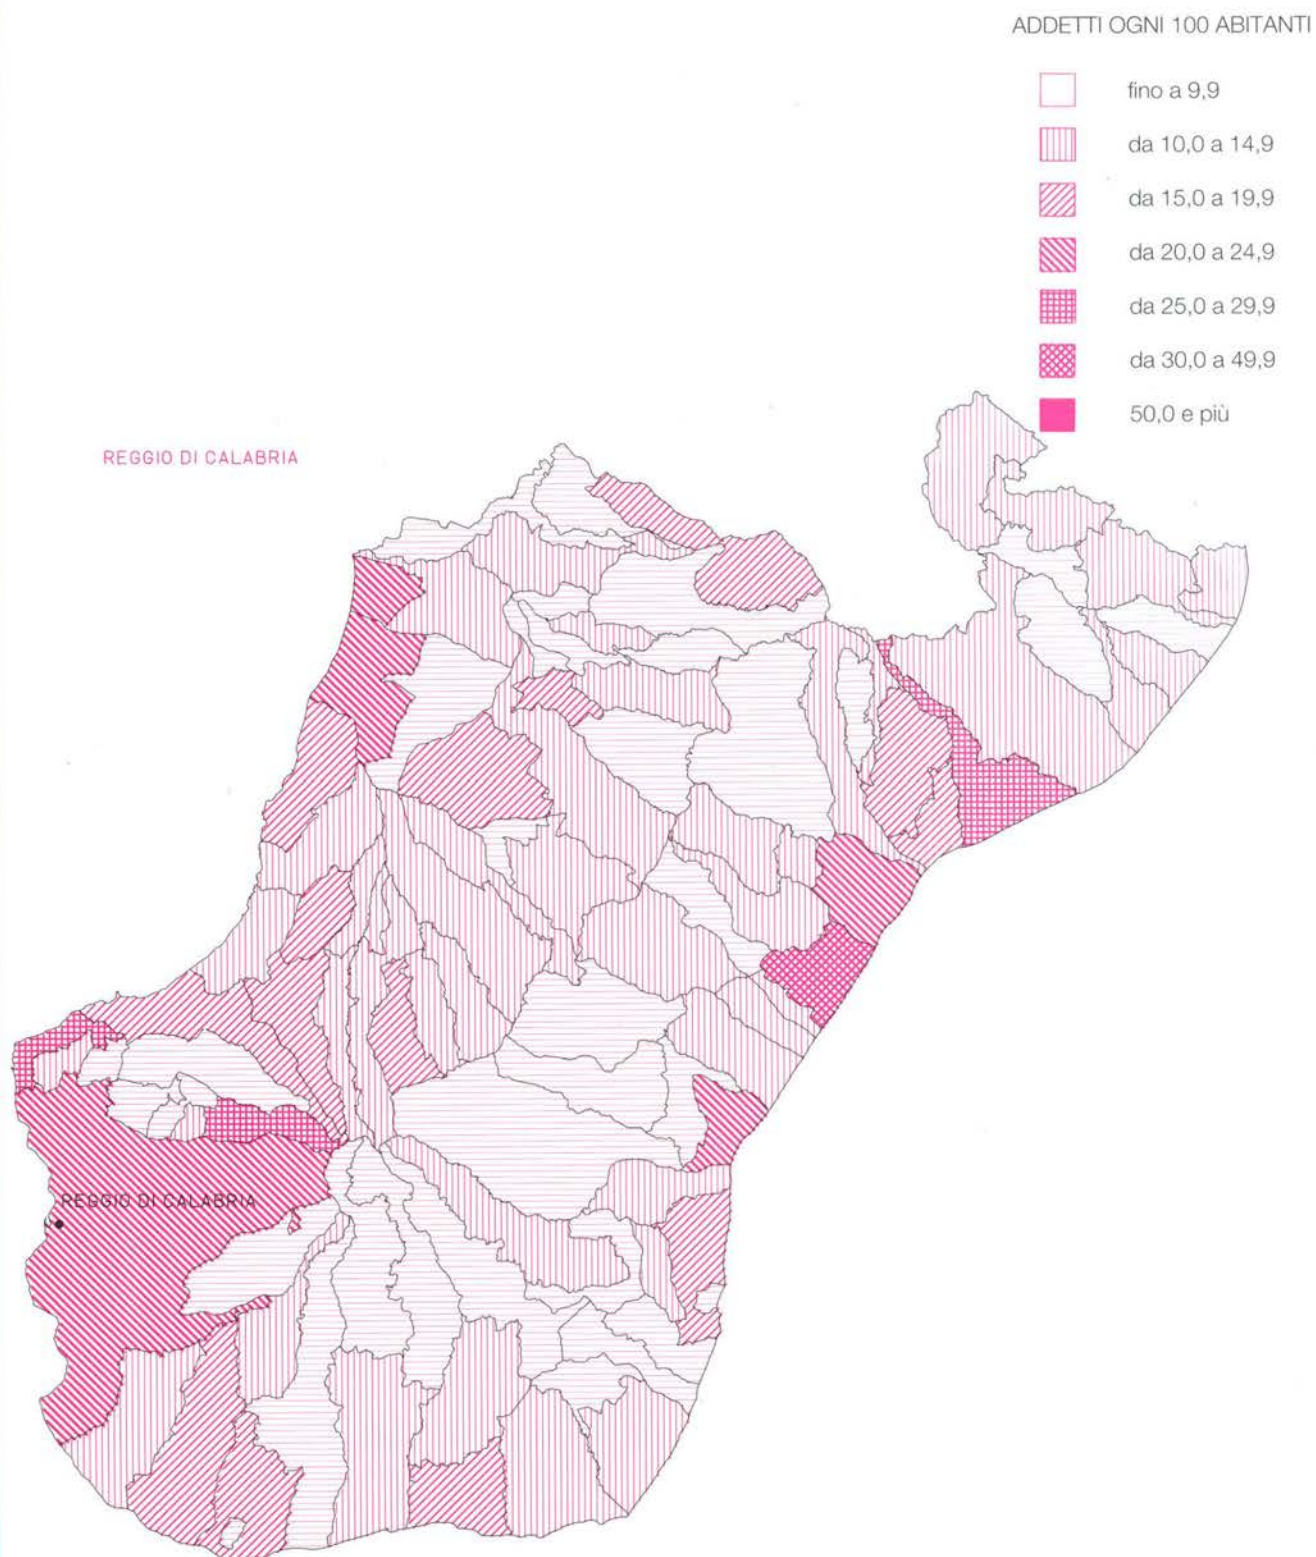 ADDETTI OGNI 100 ABITANTI
fino a 9,9
da 10,0 a 14,9
da 15,0 a 19,9
da 20,0 a 24,9
da 25,0 a 29,9
da 30,0 a 49,9
50,0 e più
REGGIO DI CALABRIA
REGGIO DI CALABRIA